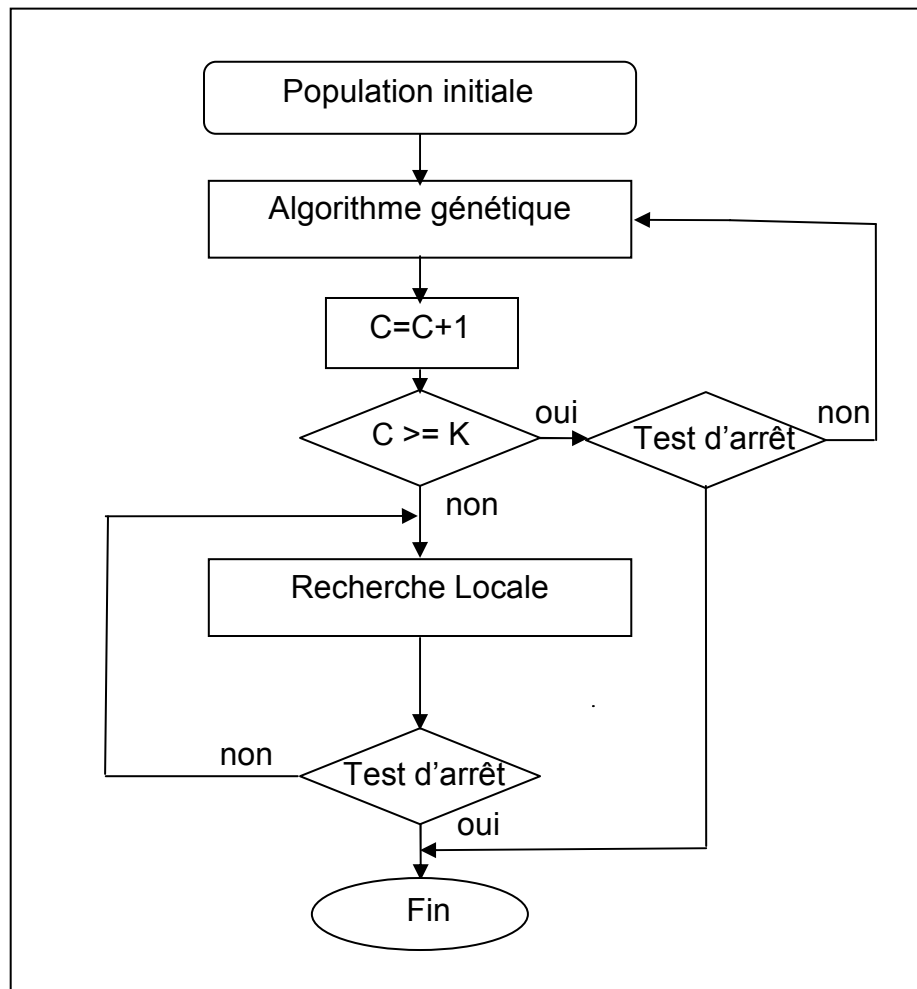 Population initiale
Algorithme génétique
C=C+1
C >= K
oui
Test d’arrêt
non
non
Recherche Locale
non
Test d’arrêt
oui
Fin